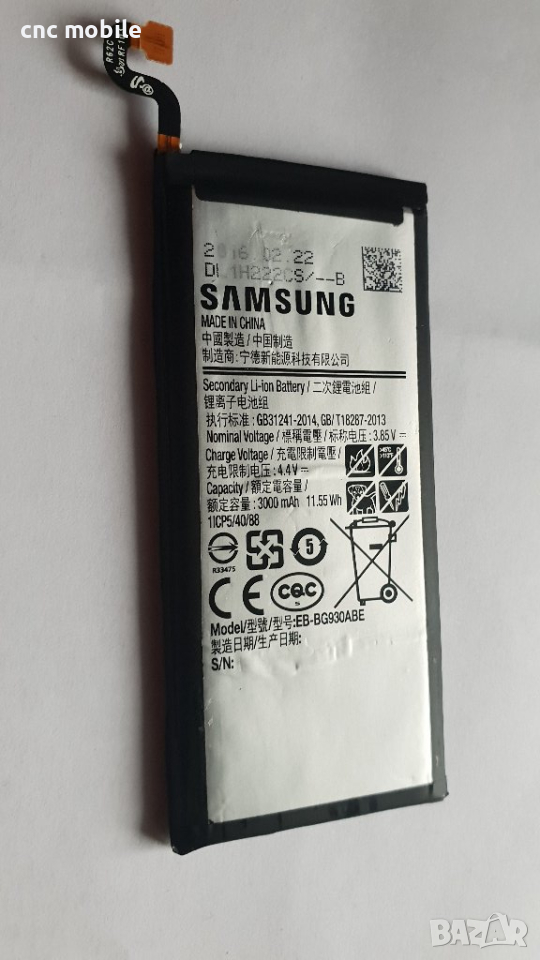 cnc mobile
R62C
2016.02.22
DL1H222CS/--B
SAMSUNG
MADE IN CHINA
中國製造 / 中国制造
制造商: 宁德新能源科技有限公司
Secondary Li-ion Battery / 二次鋰電池組 /
锂离子电池组
执行标准: GB31241-2014, GB/T18287-2013
Nominal Voltage / 標稱電壓 / 标称电压: 3.85V
Charge Voltage / 充電限制電壓 /
充电限制电压: 4.4V
Capacity / 額定電容量 /
额定容量: 3000 mAh 11.55 Wh
1ICP5/40/88
R33475
5
CE CQC
S
Model/型號/型号:EB-BG930ABE
製造日期/生产日期:
S/N:
BAZAR